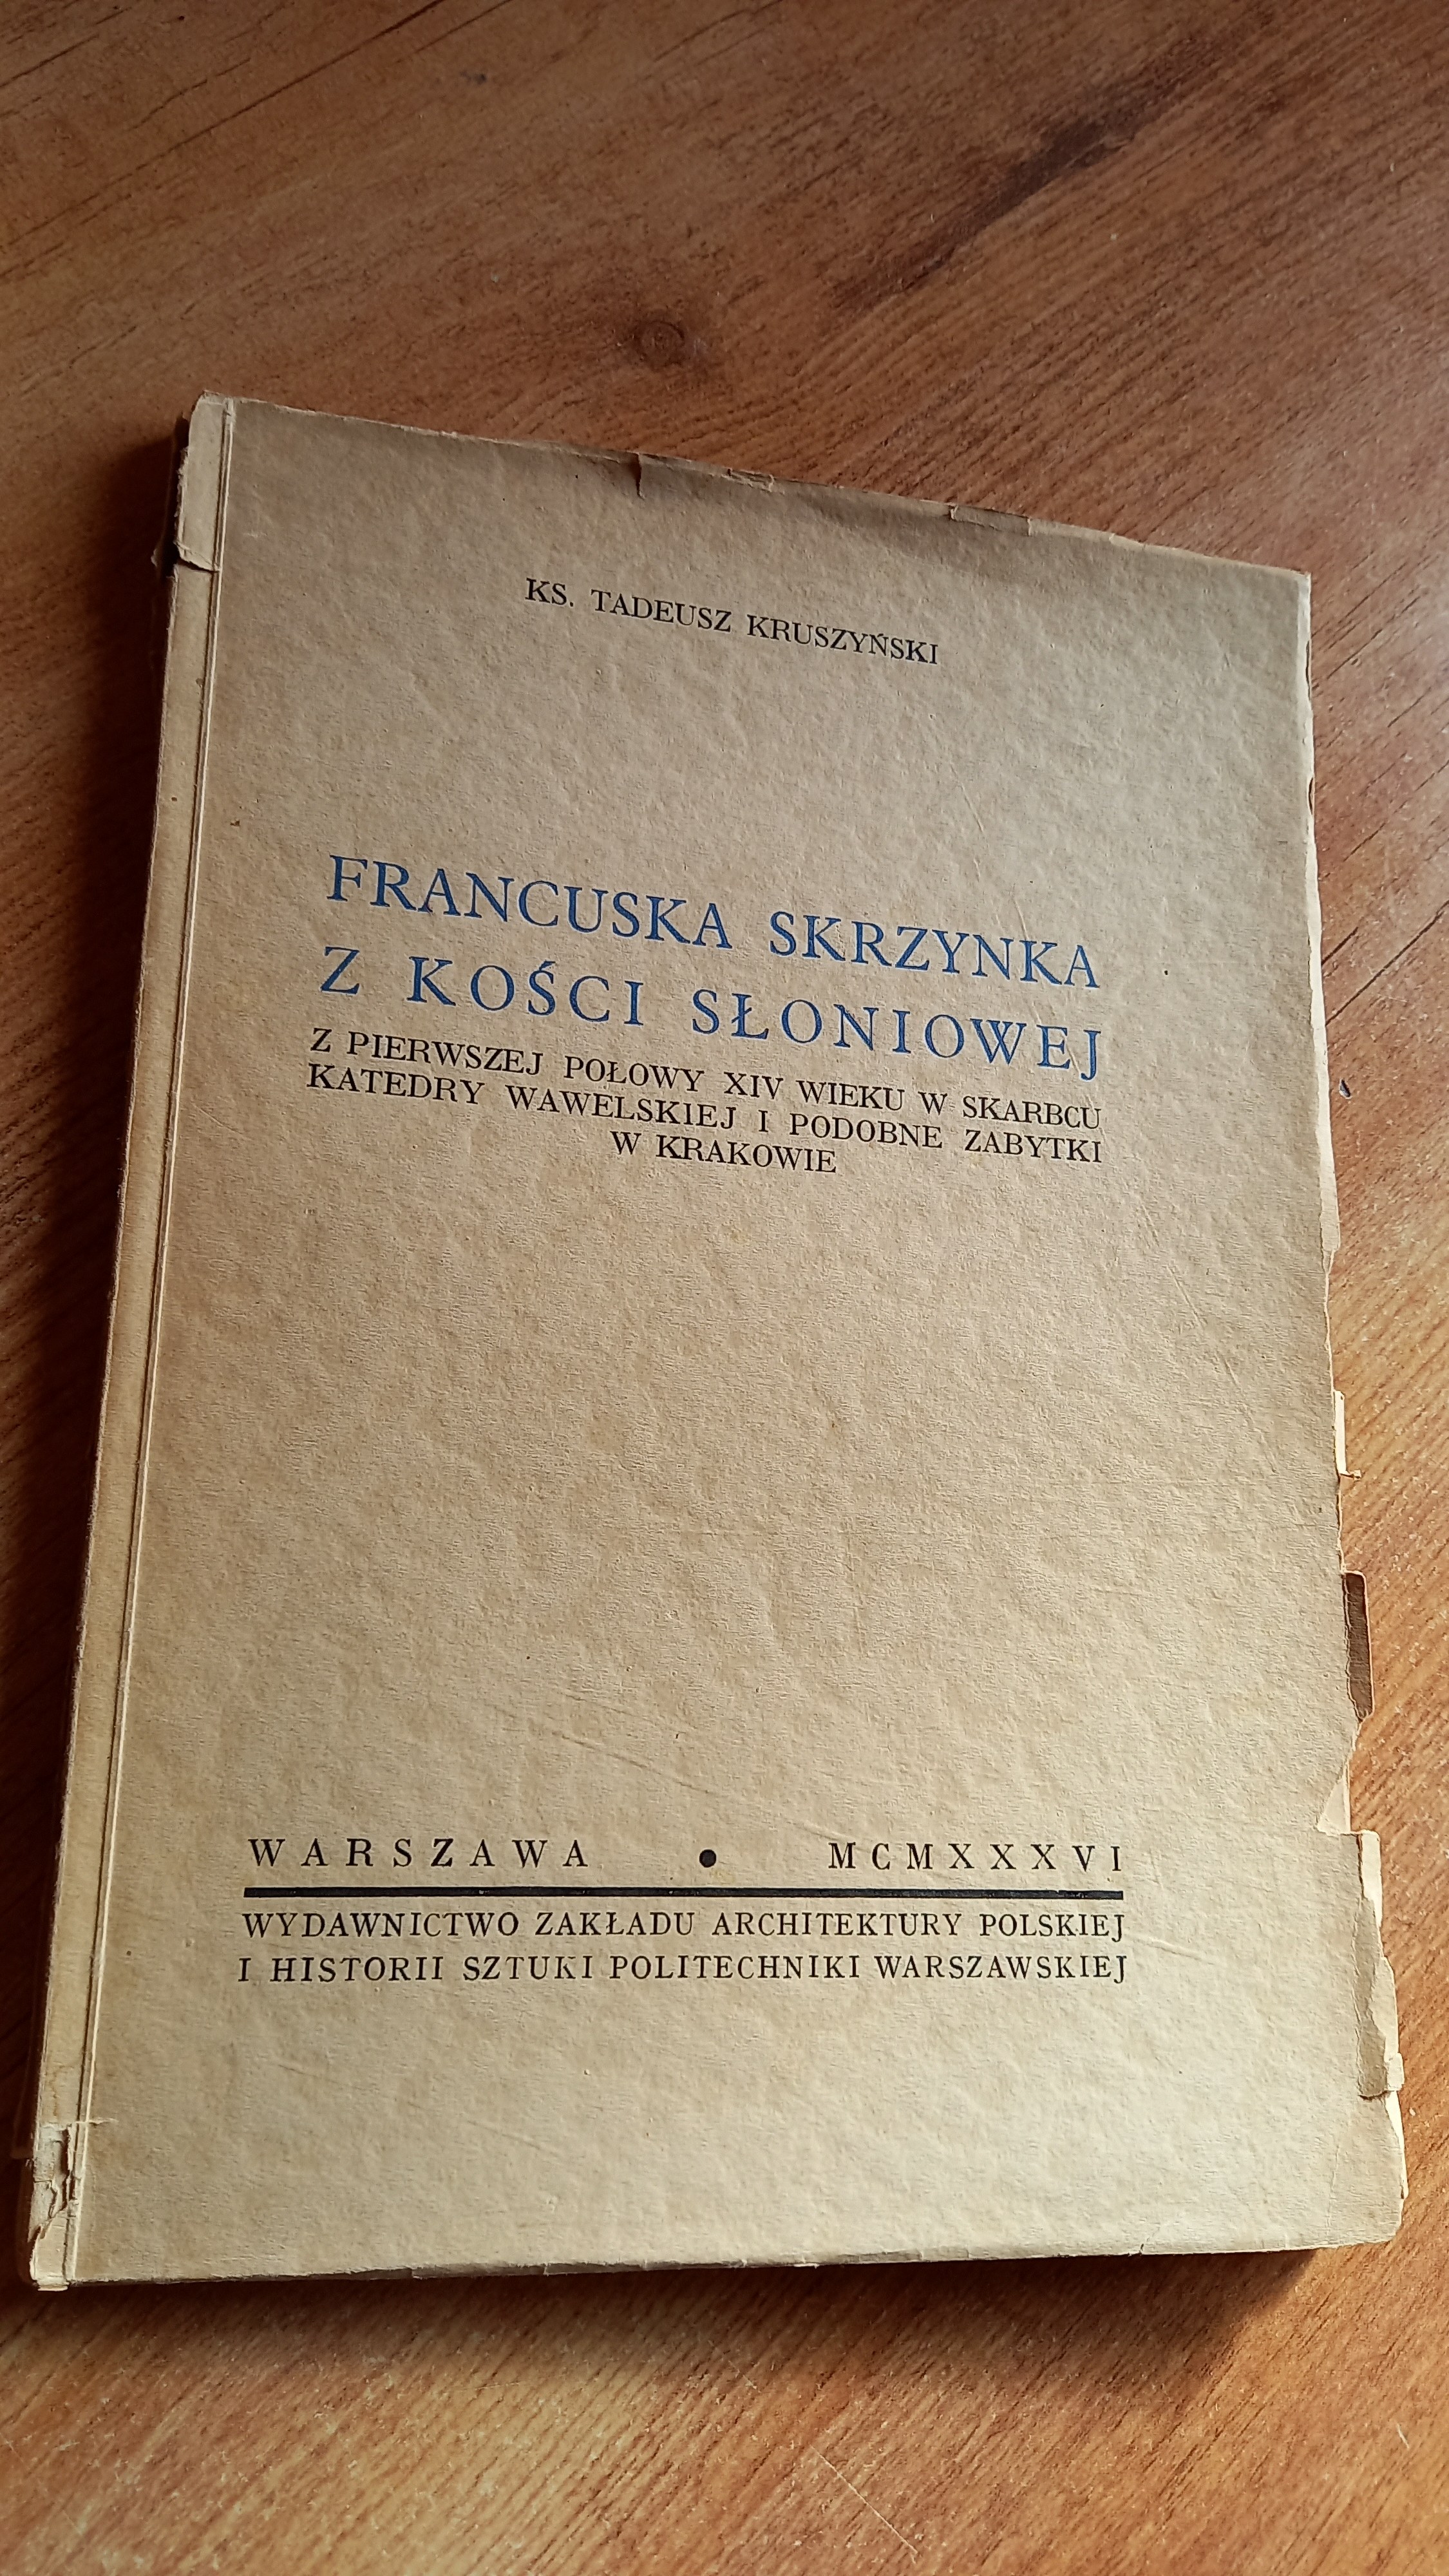 KS. TADEUSZ KRUSZYŃSKI
FRANCUSKA SKRZYNKA
Z KOŚCI SŁONIOWEJ
Z PIERWSZEJ POŁOWY XIV WIEKU W SKARBCU
KATEDRY WAWELSKIEJ I PODOBNE ZABYTKI
W KRAKOWIE
WARSZAWA • MCMXXXVI
WYDAWNICTWO ZAKŁADU ARCHITEKTURY POLSKIEJ
I HISTORII SZTUKI POLITECHNIKI WARSZAWSKIEJ